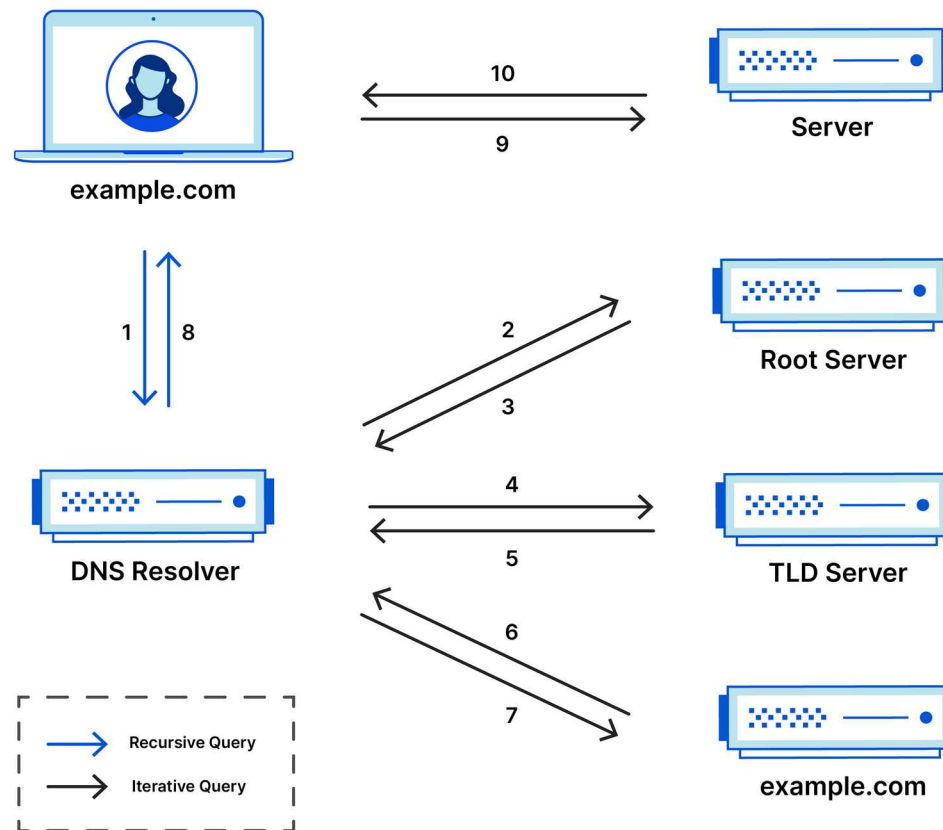 10
Server
9
example.com
1
8
2
3
Root Server
4
5
DNS Resolver
TLD Server
6
7
Recursive Query
Iterative Query
example.com